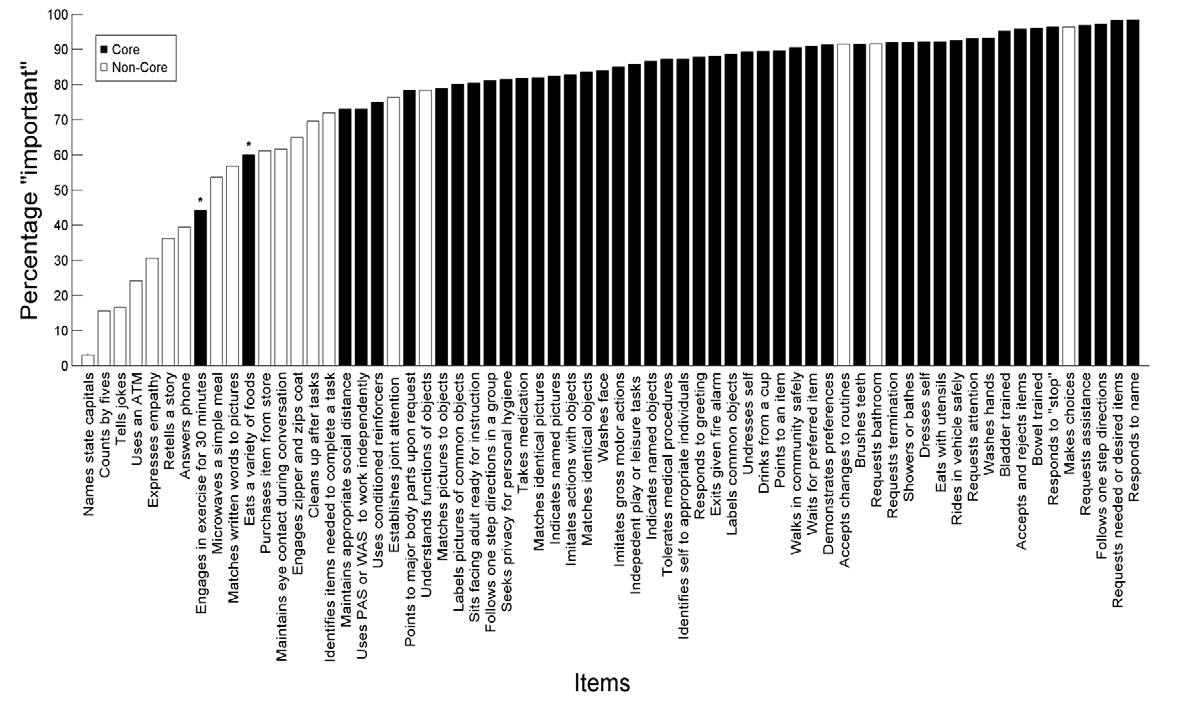 Percentage "important"
100
90
80
70
60
50
40
30
20
10
0
Core
Non-Core
*
*
Names state capitals
Counts by fives
Tells jokes
Uses an ATM
Expresses empathy
Retells a story
Answers phone
Engages in exercise for 30 minutes
Microwaves a simple meal
Matches written words to pictures
Eats a variety of foods
Purchases item from store
Maintains eye contact during conversation
Engages zipper and zips coat
Cleans up after tasks
Identifies items needed to complete a task
Maintains appropriate social distance
Uses PAS or WAS to work independently
Uses conditioned reinforcers
Establishes joint attention
Points to major body parts upon request
Understands functions of objects
Matches pictures to objects
Labels pictures of common objects
Sits facing adult ready for instruction
Follows one step directions in a group
Seeks privacy for personal hygiene
Takes medication
Matches identical pictures
Indicates named pictures
Imitates actions with objects
Matches identical objects
Washes face
Imitates gross motor actions
Indepedent play or leisure tasks
Indicates named objects
Tolerates medical procedures
Identifies self to appropriate individuals
Responds to greeting
Exits given fire alarm
Labels common objects
Undresses self
Drinks from a cup
Points to an item
Walks in community safely
Waits for preferred item
Demonstrates preferences
Accepts changes to routines
Brushes teeth
Requests bathroom
Requests termination
Showers or bathes
Dresses self
Eats with utensils
Rides in vehicle safely
Requests attention
Washes hands
Bladder trained
Accepts and rejects items
Bowel trained
Responds to "stop"
Makes choices
Requests assistance
Follows one step directions
Requests needed or desired items
Responds to name
Items